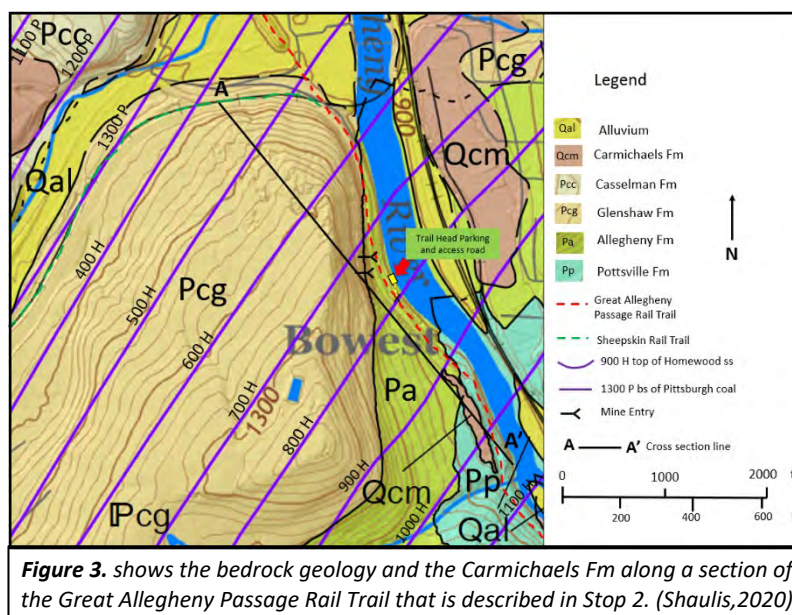 1100 P
Pcc
1200 P
1300 P
A
Qal
heny
900
Pcg
Qcm
River
Trail Head Parking
and access road
400 H
500 H
Pcg
600 H
Bowest
700 H
1300
800 H
Pa
900 H
A'
Qcm
Pp
1100 H
1000 H
Pcg
Qal
Legend
Qal Alluvium
Qcm Carmichaels Fm
Pcc Casselman Fm
Pcg Glenshaw Fm
Pa Allegheny Fm
Pp Pottsville Fm
N
Great Allegheny
Passage Rail Trail
Sheepskin Rail Trail
900 H top of Homewood ss
1300 P bs of Pittsburgh coal
Mine Entry
A A' Cross section line
0 1000 2000
200 400 600
Figure 3. shows the bedrock geology and the Carmichaels Fm along a section of
the Great Allegheny Passage Rail Trail that is described in Stop 2. (Shaulis,2020)